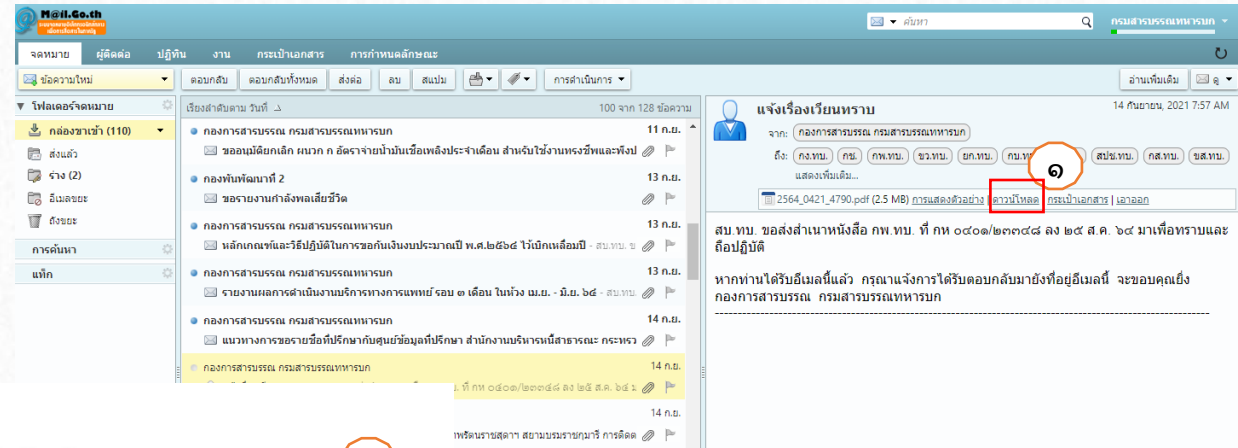 M@il.Go.th
ค้นหา
กรมสารบรรณทหารบก
จดหมาย ผู้ติดต่อ ปฏิทิน งาน กระเป๋าเอกสาร การกำหนดลักษณะ
ข้อความใหม่ ตอบกลับ ตอบกลับทั้งหมด ส่งต่อ ลบ สแปม การดำเนินการ อ่านเพิ่มเติม ดู
โฟลเดอร์จดหมาย
กล่องขาเข้า (110)
ส่งแล้ว
ร่าง (2)
อีเมลขยะ
ถังขยะ
การค้นหา
แท็ก
เรียงลำดับตาม วันที่ 100 จาก 128 ข้อความ
กองการสารบรรณ กรมสารบรรณทหารบก 11 ก.ย.
ขออนุมัติยกเลิก ผนวก ก อัตราจ่ายน้ำมันเชื้อเพลิงประจำเดือน สำหรับใช้งานทรงชีพและพึงป
กองพันพัฒนาที่ 2 13 ก.ย.
ขอรายงานกำลังพลเสียชีวิต
กองการสารบรรณ กรมสารบรรณทหารบก 13 ก.ย.
หลักเกณฑ์และวิธีปฏิบัติในการขอกันเงินงบประมาณปี พ.ศ.๒๕๖๔ ไว้เบิกเหลื่อมปี - สบ.ทบ. ข
กองการสารบรรณ กรมสารบรรณทหารบก 13 ก.ย.
รายงานผลการดำเนินงานบริการทางการแพทย์ รอบ ๓ เดือน ในห้วง เม.ย. - มิ.ย. ๖๔ - สบ.ทบ.
กองการสารบรรณ กรมสารบรรณทหารบก 14 ก.ย.
แนวทางการขอรายชื่อที่ปรึกษากับศูนย์ข้อมูลที่ปรึกษา สำนักงานบริหารหนี้สาธารณะ กระทรว
กองการสารบรรณ กรมสารบรรณทหารบก 14 ก.ย.
ที่ กห ๐๔๐๑/๒๓๓๔๘ ลง ๒๔ ส.ค. ๖๔ ม
14 ก.ย.
เทพรัตนราชสุดาฯ สยามบรมราชกุมารี การติดต
แจ้งเรื่องเวียนทราบ 14 กันยายน, 2021 7:57 AM
จาก: กองการสารบรรณ กรมสารบรรณทหารบก
ถึง: กง.ทบ. กช. กพ.ทบ. ขว.ทบ. ยก.ทบ. กบ.ทบ. สปช.ทบ. กส.ทบ. ขส.ทบ.
แสดงเพิ่มเติม...
๑
2564_0421_4790.pdf (2.5 MB) การแสดงตัวอย่าง | ดาวน์โหลด | กระเป๋าเอกสาร | เอาออก
สบ.ทบ. ขอส่งสำเนาหนังสือ กพ.ทบ. ที่ กห ๐๔๐๑/๒๓๓๔๘ ลง ๒๔ ส.ค. ๖๔ มาเพื่อทราบและ
ถือปฏิบัติ
หากท่านได้รับอีเมลนี้แล้ว กรุณาแจ้งการได้รับตอบกลับมายังที่อยู่อีเมลนี้ จะขอบคุณยิ่ง
กองการสารบรรณ กรมสารบรรณทหารบก